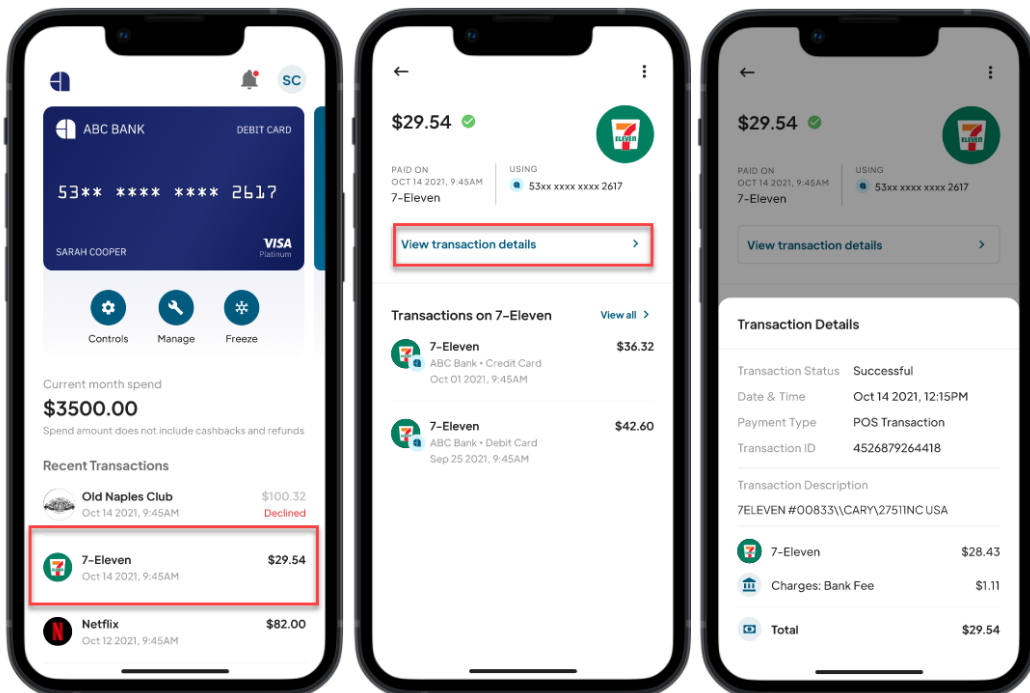 SC
ABC BANK
DEBIT CARD
53** **** **** 2617
SARAH COOPER
VISA
Platinum
Controls
Manage
Freeze
Current month spend
$3500.00
Spend amount does not include cashbacks and refunds
Recent Transactions
Old Naples Club $100.32
Oct 14 2021, 9:45AM Declined
7-Eleven $29.54
Oct 14 2021, 9:45AM
Netflix $82.00
Oct 12 2021, 9:45AM
$29.54
7 ELEVEN
PAID ON
OCT 14 2021, 9:45AM
7-Eleven
USING
53xx xxxx xxxx 2617
View transaction details
Transactions on 7-Eleven View all
7-Eleven $36.32
ABC Bank • Credit Card
Oct 01 2021, 9:45AM
7-Eleven $42.60
ABC Bank • Debit Card
Sep 25 2021, 9:45AM
$29.54
7 ELEVEN
PAID ON
OCT 14 2021, 9:45AM
7-Eleven
USING
53xx xxxx xxxx 2617
View transaction details
Transaction Details
Transaction Status Successful
Date & Time Oct 14 2021, 12:15PM
Payment Type POS Transaction
Transaction ID 4526879264418
Transaction Description
7ELEVEN #00833\\CARY\27511NC USA
7-Eleven $28.43
Charges: Bank Fee $1.11
Total $29.54